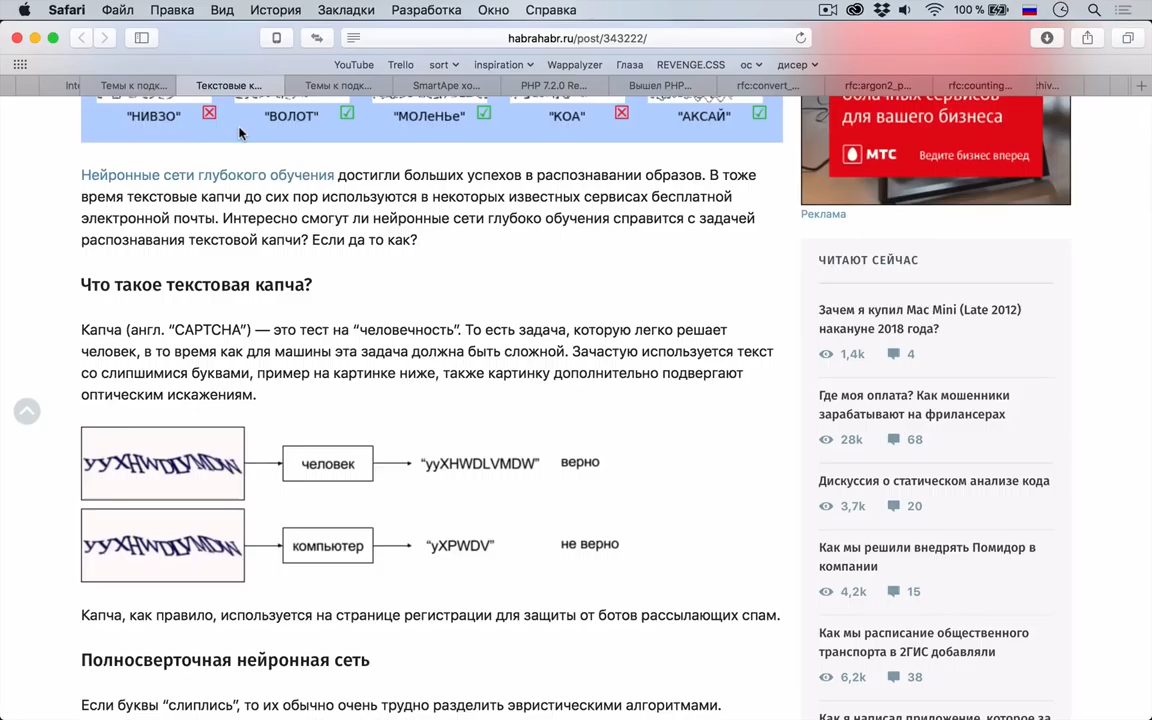 Safari Файл Правка Вид История Закладки Разработка Окно Справка 100 %
habrahabr.ru/post/343222/
YouTube Trello sort inspiration Wappalyzer Глаза REVENGE.CSS ос дисер
Int Темы к подк... Текстовые к... Темы к подк... SmartApe хо... PHP 7.2.0 Re... Вышел PHP... rfc:convert_... rfc:argon2_p... rfc:counting...
"НИВЗО" "ВОЛОТ" "МОЛеНЬе" "КОА" "АКСАЙ"
Нейронные сети глубокого обучения достигли больших успехов в распознавании образов. В тоже
время текстовые капчи до сих пор используются в некоторых известных сервисах бесплатной
электронной почты. Интересно смогут ли нейронные сети глубоко обучения справится с задачей
распознавания текстовой капчи? Если да то как?
Что такое текстовая капча?
Капча (англ. “CAPTCHA”) — это тест на “человечность”. То есть задача, которую легко решает
человек, в то время как для машины эта задача должна быть сложной. Зачастую используется текст
со слипшимися буквами, пример на картинке ниже, также картинку дополнительно подвергают
оптическим искажениям.
yyXHWDLVMDW человек “yyXHWDLVMDW” верно
yyXHWDLVMDW компьютер “yXPWDV” не верно
Капча, как правило, используется на странице регистрации для защиты от ботов рассылающих спам.
Полносверточная нейронная сеть
Если буквы “слиплись”, то их обычно очень трудно разделить эвристическими алгоритмами.
облачных сервисов
для вашего бизнеса
МТС Ведите бизнес вперед
Реклама
ЧИТАЮТ СЕЙЧАС
Зачем я купил Mac Mini (Late 2012)
накануне 2018 года?
1,4k 4
Где моя оплата? Как мошенники
зарабатывают на фрилансерах
28k 68
Дискуссия о статическом анализе кода
3,7k 20
Как мы решили внедрять Помидор в
компании
4,2k 15
Как мы расписание общественного
транспорта в 2ГИС добавляли
6,2k 38
Как я написал приложение, которое за